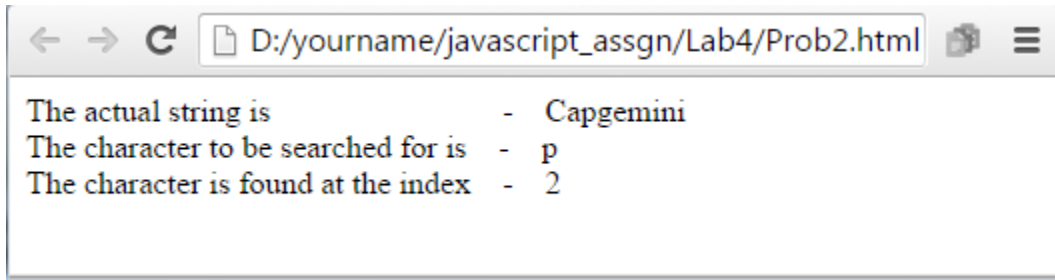 D:/yourname/javascript_assgn/Lab4/Prob2.html
The actual string is - Capgemini
The character to be searched for is - p
The character is found at the index - 2